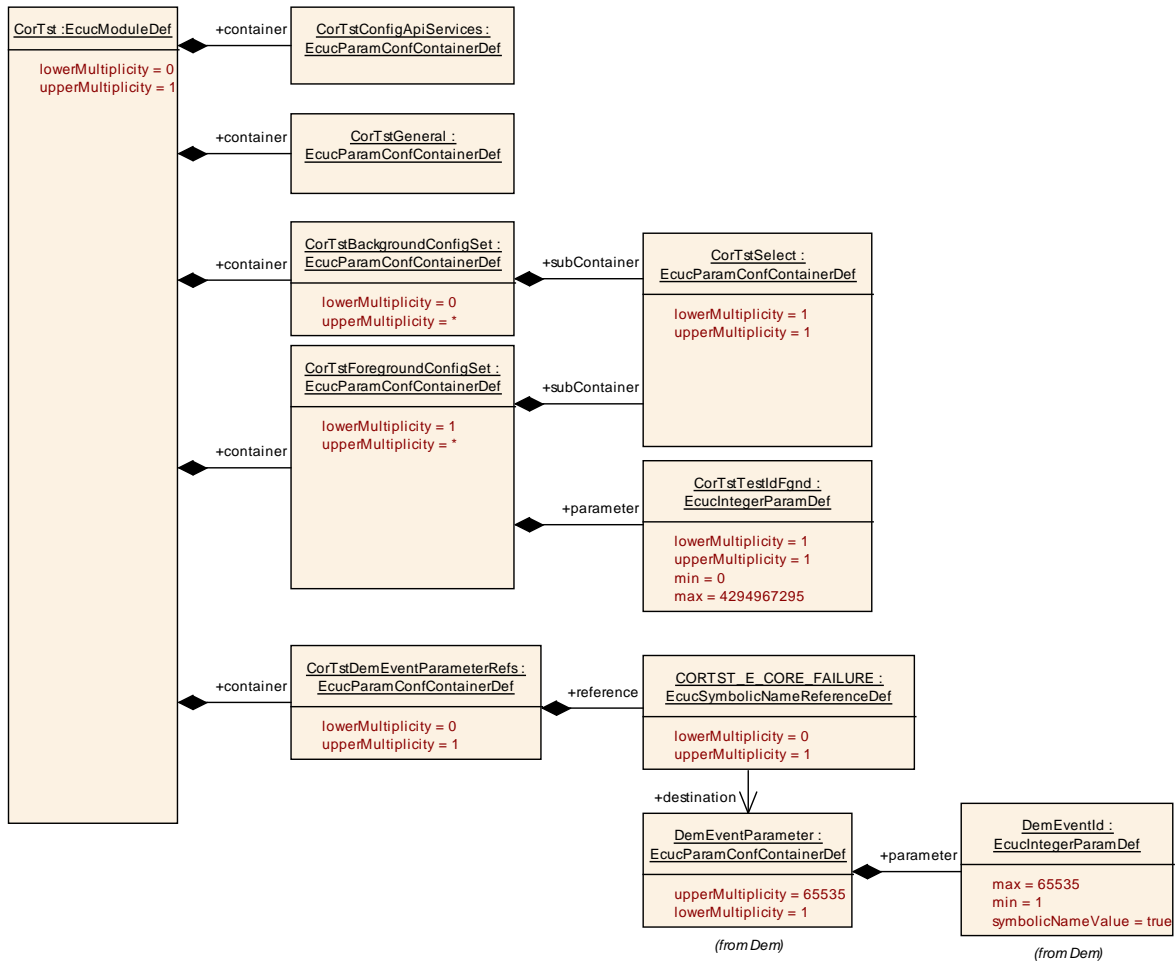 CorTst :EcucModuleDef
lowerMultiplicity = 0
upperMultiplicity = 1
+container
CorTstConfigApiServices :
EcucParamConfContainerDef
+container
CorTstGeneral :
EcucParamConfContainerDef
+container
CorTstBackgroundConfigSet :
EcucParamConfContainerDef
lowerMultiplicity = 0
upperMultiplicity = *
+subContainer
CorTstSelect :
EcucParamConfContainerDef
lowerMultiplicity = 1
upperMultiplicity = 1
+container
CorTstForegroundConfigSet :
EcucParamConfContainerDef
lowerMultiplicity = 1
upperMultiplicity = *
+subContainer
+parameter
CorTstTestIdFgnd :
EcucIntegerParamDef
lowerMultiplicity = 1
upperMultiplicity = 1
min = 0
max = 4294967295
+container
CorTstDemEventParameterRefs :
EcucParamConfContainerDef
lowerMultiplicity = 0
upperMultiplicity = 1
+reference
CORTST_E_CORE_FAILURE :
EcucSymbolicNameReferenceDef
lowerMultiplicity = 0
upperMultiplicity = 1
+destination
DemEventParameter :
EcucParamConfContainerDef
upperMultiplicity = 65535
lowerMultiplicity = 1
(from Dem)
+parameter
DemEventId :
EcucIntegerParamDef
max = 65535
min = 1
symbolicNameValue = true
(from Dem)